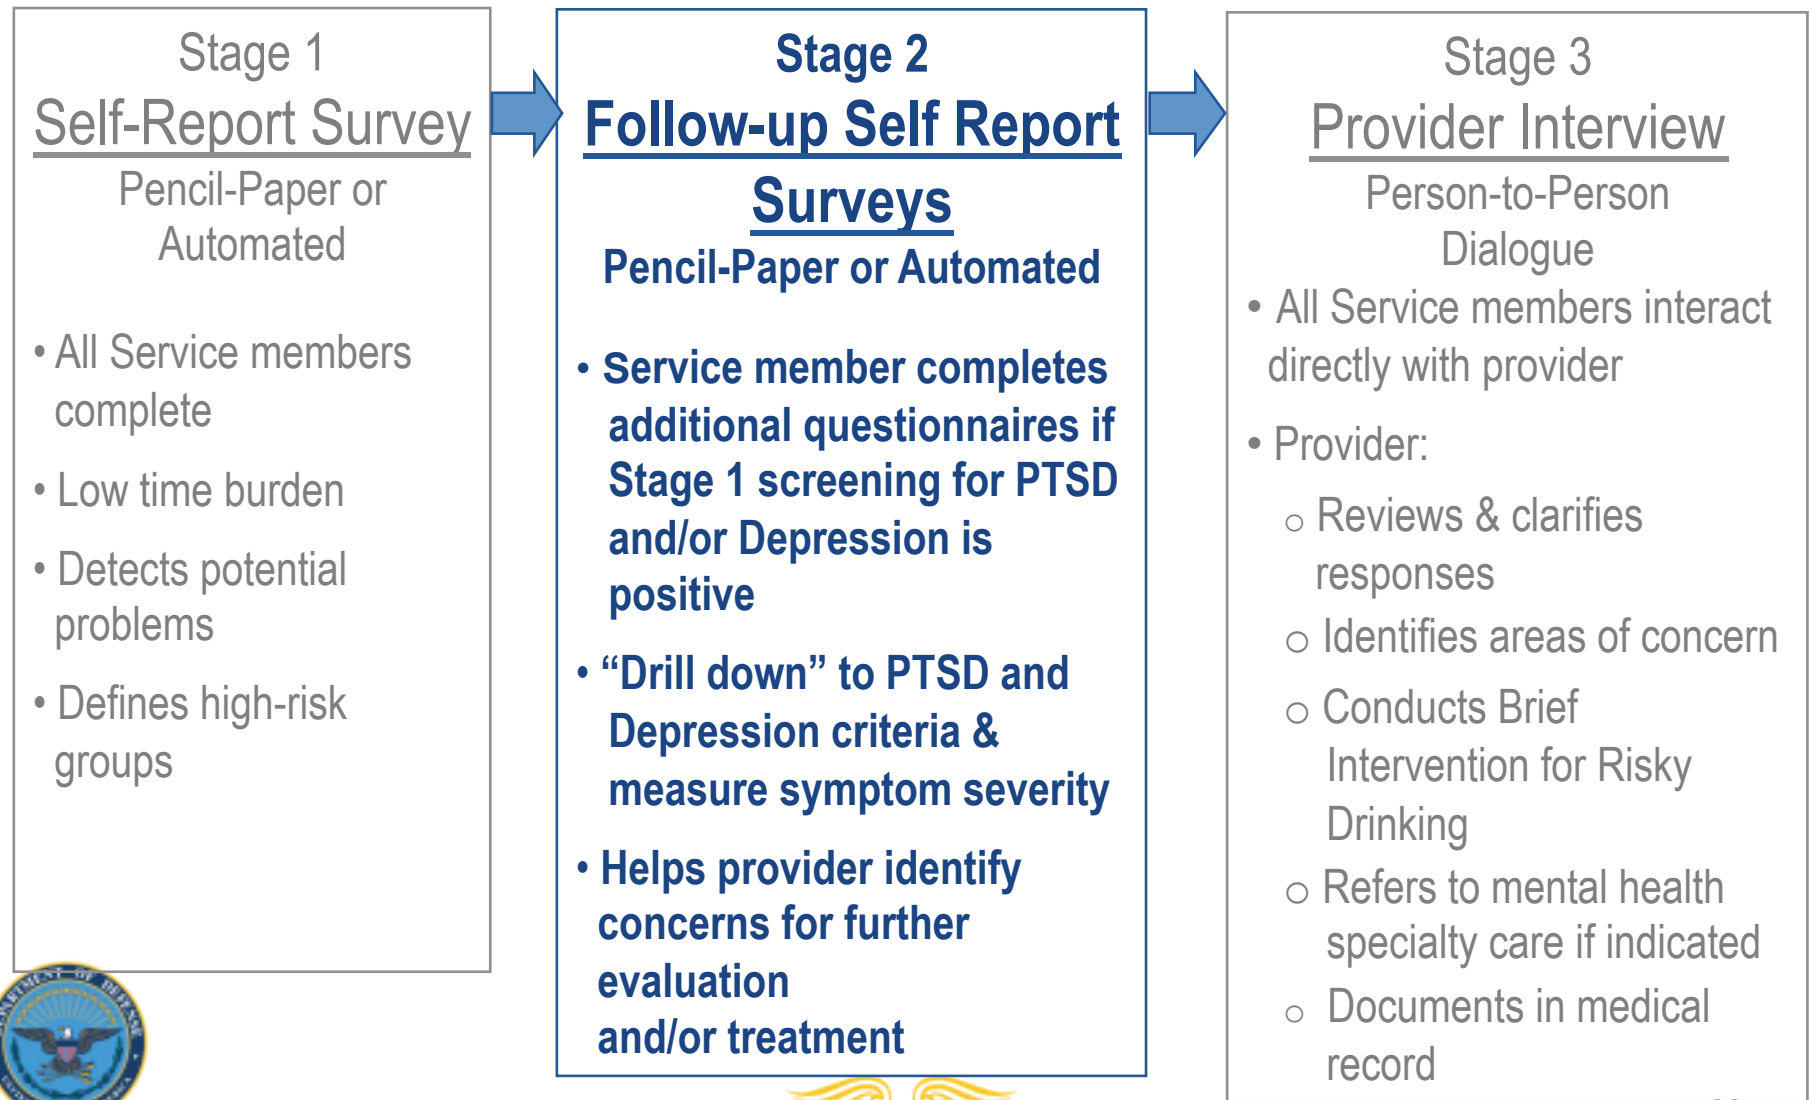 Stage 1
Self-Report Survey
Pencil-Paper or
Automated
• All Service members
complete
• Low time burden
• Detects potential
problems
• Defines high-risk
groups
Stage 2
Follow-up Self Report
Surveys
Pencil-Paper or Automated
• Service member completes
additional questionnaires if
Stage 1 screening for PTSD
and/or Depression is
positive
• “Drill down” to PTSD and
Depression criteria &
measure symptom severity
• Helps provider identify
concerns for further
evaluation
and/or treatment
Stage 3
Provider Interview
Person-to-Person
Dialogue
• All Service members interact
directly with provider
• Provider:
o Reviews & clarifies
responses
o Identifies areas of concern
o Conducts Brief
Intervention for Risky
Drinking
o Refers to mental health
specialty care if indicated
o Documents in medical
record